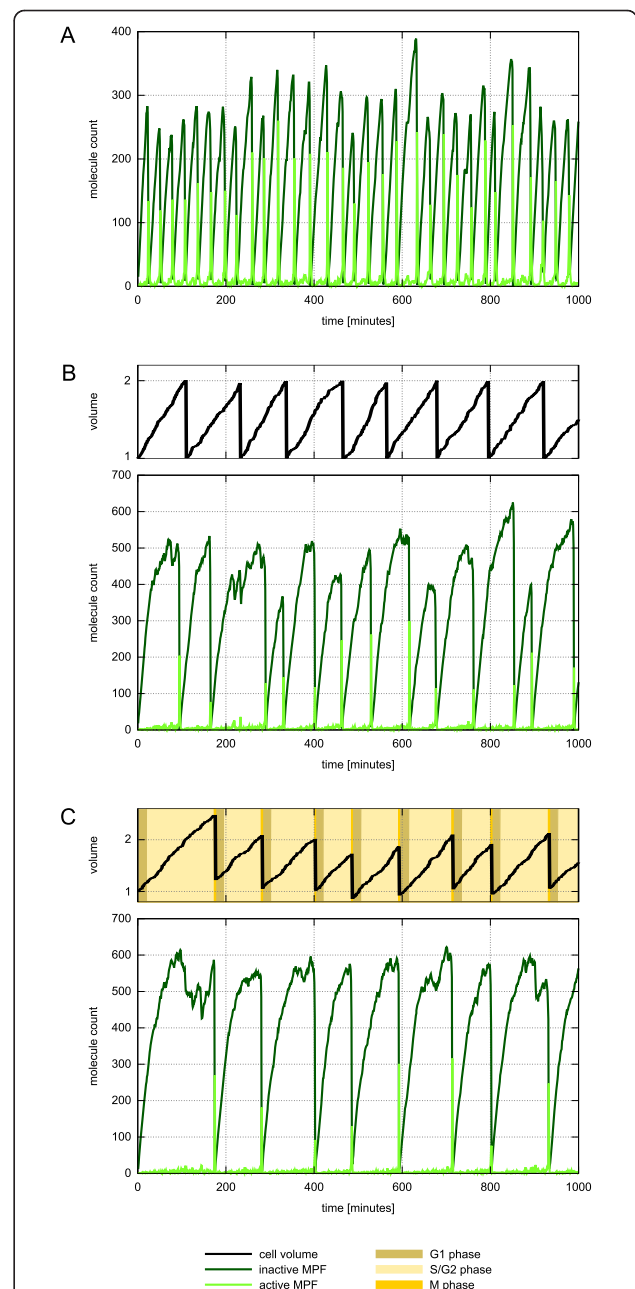 A
400
300
200
100
0
molecule count
0 200 400 600 800 1000
time [minutes]
B
2
1
volume
700
600
500
400
300
200
100
0
molecule count
0 200 400 600 800 1000
time [minutes]
C
2
1
volume
700
600
500
400
300
200
100
0
molecule count
0 200 400 600 800 1000
time [minutes]
cell volume G1 phase
inactive MPF S/G2 phase
active MPF M phase